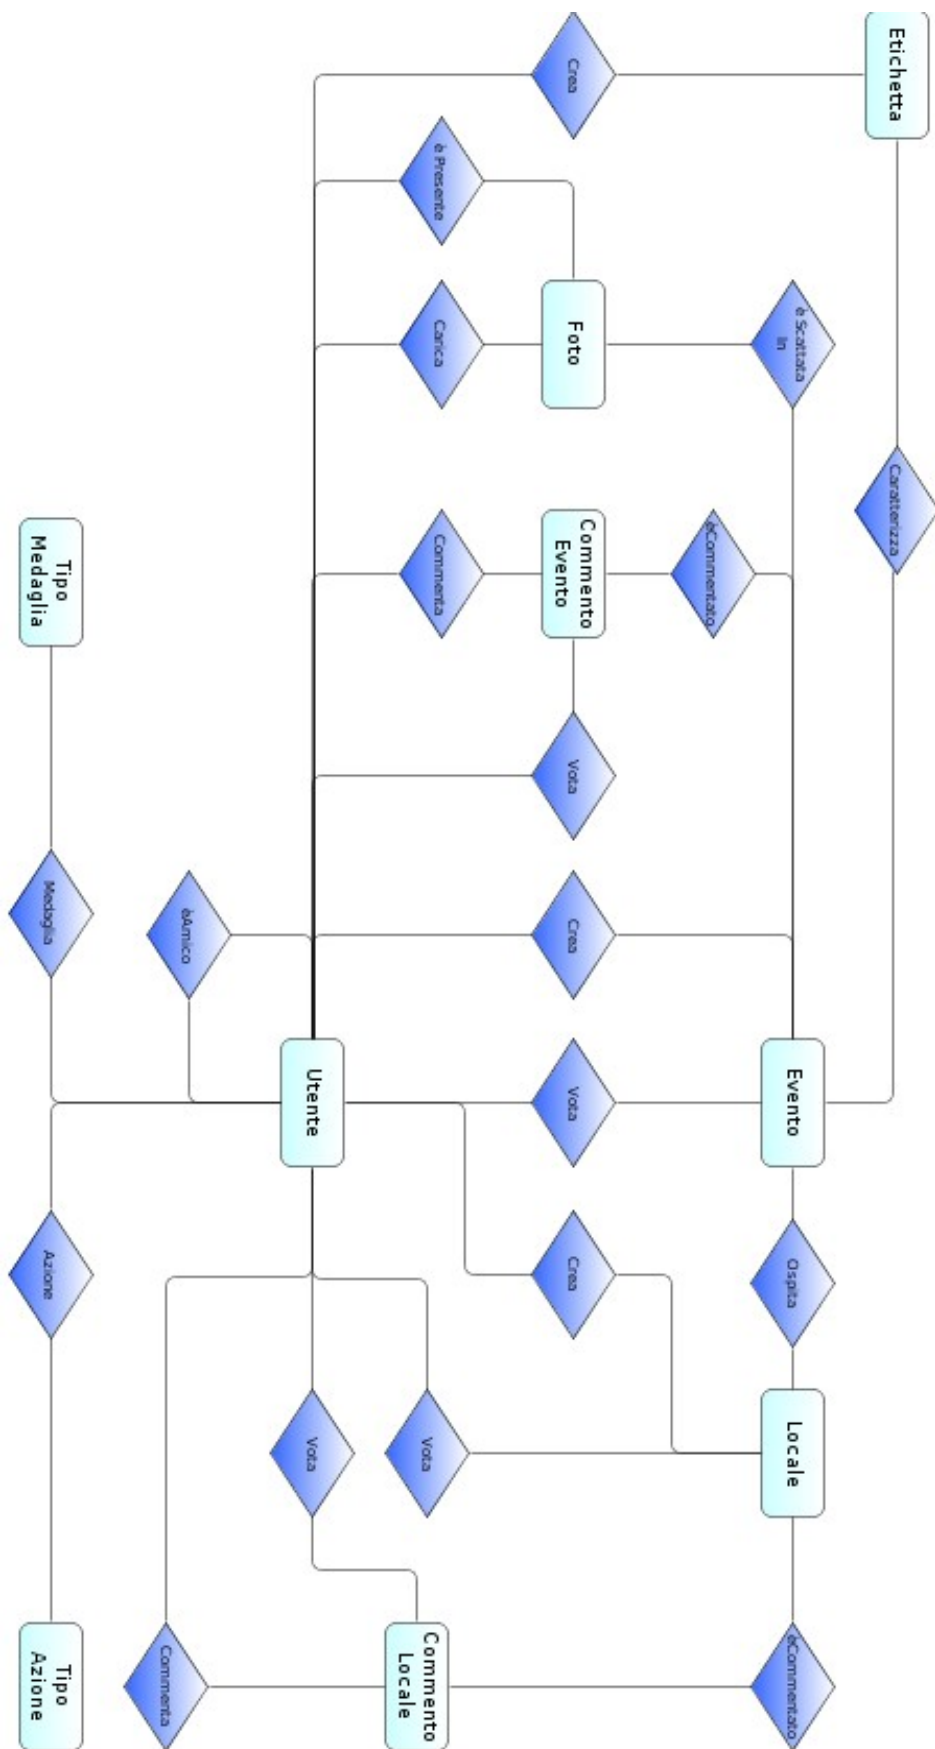 Etichetta
Caratterizza
è Scattata
In
Evento
Ospita
Locale
èCommentato
èCommentato
Crea
Foto
Commento
Evento
Vota
Crea
Vota
Crea
è Presente
Carica
Commenta
Vota
Commento
Locale
Utente
Vota
èAmico
Commenta
Tipo
Medaglia
Medaglia
Azione
Tipo
Azione